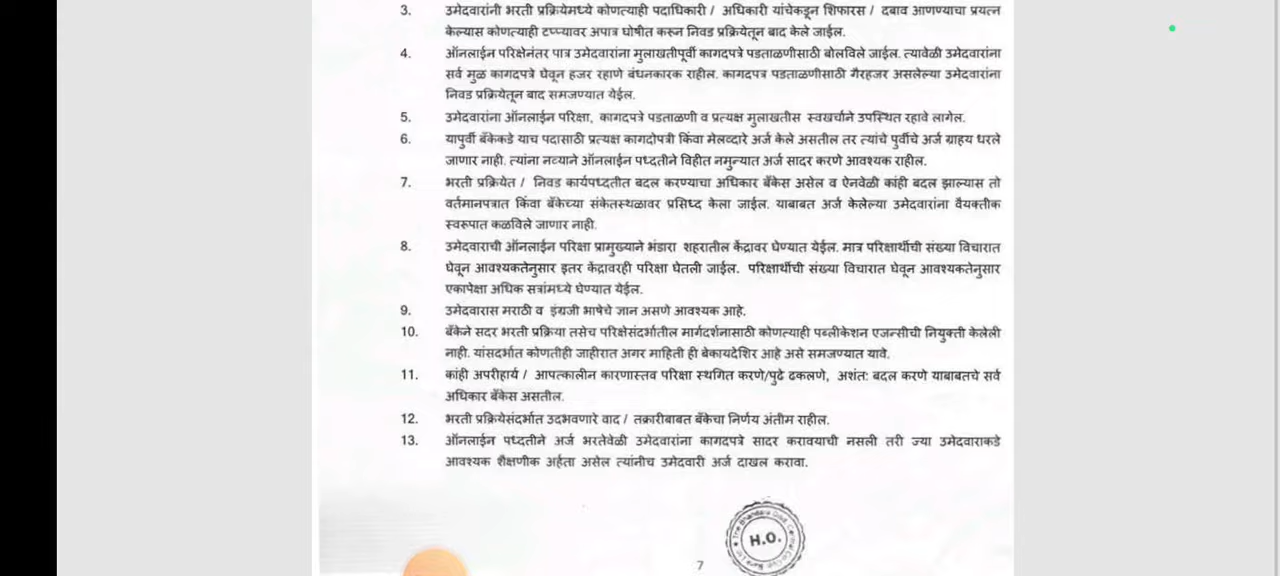 3. उमेदवारांनी भरती प्रक्रियेमध्ये कोणत्याही पदाधिकारी / अधिकारी यांचेकडून शिफारस / दबाव आणण्याचा प्रयत्न
केल्यास कोणत्याही टप्प्यावर अपात्र घोषीत करून निवड प्रक्रियेतून बाद केले जाईल.
4. ऑनलाईन परिक्षेनंतर पात्र उमेदवारांना मुलाखतीपूर्वी कागदपत्रे पडताळणीसाठी बोलविले जाईल. त्यावेळी उमेदवारांना
सर्व मुळ कागदपत्रे घेवून हजर रहाणे बंधनकारक राहील. कागदपत्र पडताळणीसाठी गैरहजर असलेल्या उमेदवारांना
निवड प्रक्रियेतून बाद समजण्यात येईल.
5. उमेदवारांना ऑनलाईन परिक्षा, कागदपत्रे पडताळणी व प्रत्यक्ष मुलाखतीस स्वखर्चाने उपस्थित रहावे लागेल.
6. यापुर्वी बँकेकडे याच पदासाठी प्रत्यक्ष कागदोपत्री किंवा मेलव्दारे अर्ज केले असतील तर त्यांचे पुर्वीचे अर्ज ग्राहय धरले
जाणार नाही. त्यांना नव्याने ऑनलाईन पध्दतीने विहीत नमुन्यात अर्ज सादर करणे आवश्यक राहील.
7. भरती प्रक्रियेत / निवड कार्यपध्दतीत बदल करण्याचा अधिकार बँकेस असेल व ऐनवेळी कांही बदल झाल्यास तो
वर्तमानपत्रात किंवा बँकेच्या संकेतस्थळावर प्रसिध्द केला जाईल. याबाबत अर्ज केलेल्या उमेदवारांना वैयक्तीक
स्वरूपात कळविले जाणार नाही.
8. उमेदवाराची ऑनलाईन परिक्षा प्रामुख्याने भंडारा शहरातील केंद्रावर घेण्यात येईल. मात्र परिक्षार्थीची संख्या विचारात
घेवून आवश्यकतेनुसार इतर केंद्रावरही परिक्षा घेतली जाईल. परिक्षार्थीची संख्या विचारात घेवून आवश्यकतेनुसार
एकापेक्षा अधिक सत्रांमध्ये घेण्यात येईल.
9. उमेदवारास मराठी व इंग्रजी भाषेचे ज्ञान असणे आवश्यक आहे.
10. बँकेने सदर भरती प्रक्रिया तसेच परिक्षेसंदर्भातील मार्गदर्शनासाठी कोणत्याही पब्लीकेशन एजन्सीची नियुक्ती केलेली
नाही. यांसदर्भात कोणतीही जाहीरात अगर माहिती ही बेकायदेशिर आहे असे समजण्यात यावे.
11. कांही अपरीहार्य / आपत्कालीन कारणास्तव परिक्षा स्थगित करणे/पुढे ढकलणे, अशंत: बदल करणे याबाबतचे सर्व
अधिकार बँकेस असतील.
12. भरती प्रक्रियेसंदर्भात उदभवणारे वाद / तक्रारीबाबत बँकेचा निर्णय अंतीम राहील.
13. ऑनलाईन पध्दतीने अर्ज भरतेवेळी उमेदवारांना कागदपत्रे सादर करावयाची नसली तरी ज्या उमेदवाराकडे
आवश्यक शैक्षणीक अर्हता असेल त्यांनीच उमेदवारी अर्ज दाखल करावा.
The Bhandara Dist. Central Co-Op. Bank Ltd.
H.O.
7